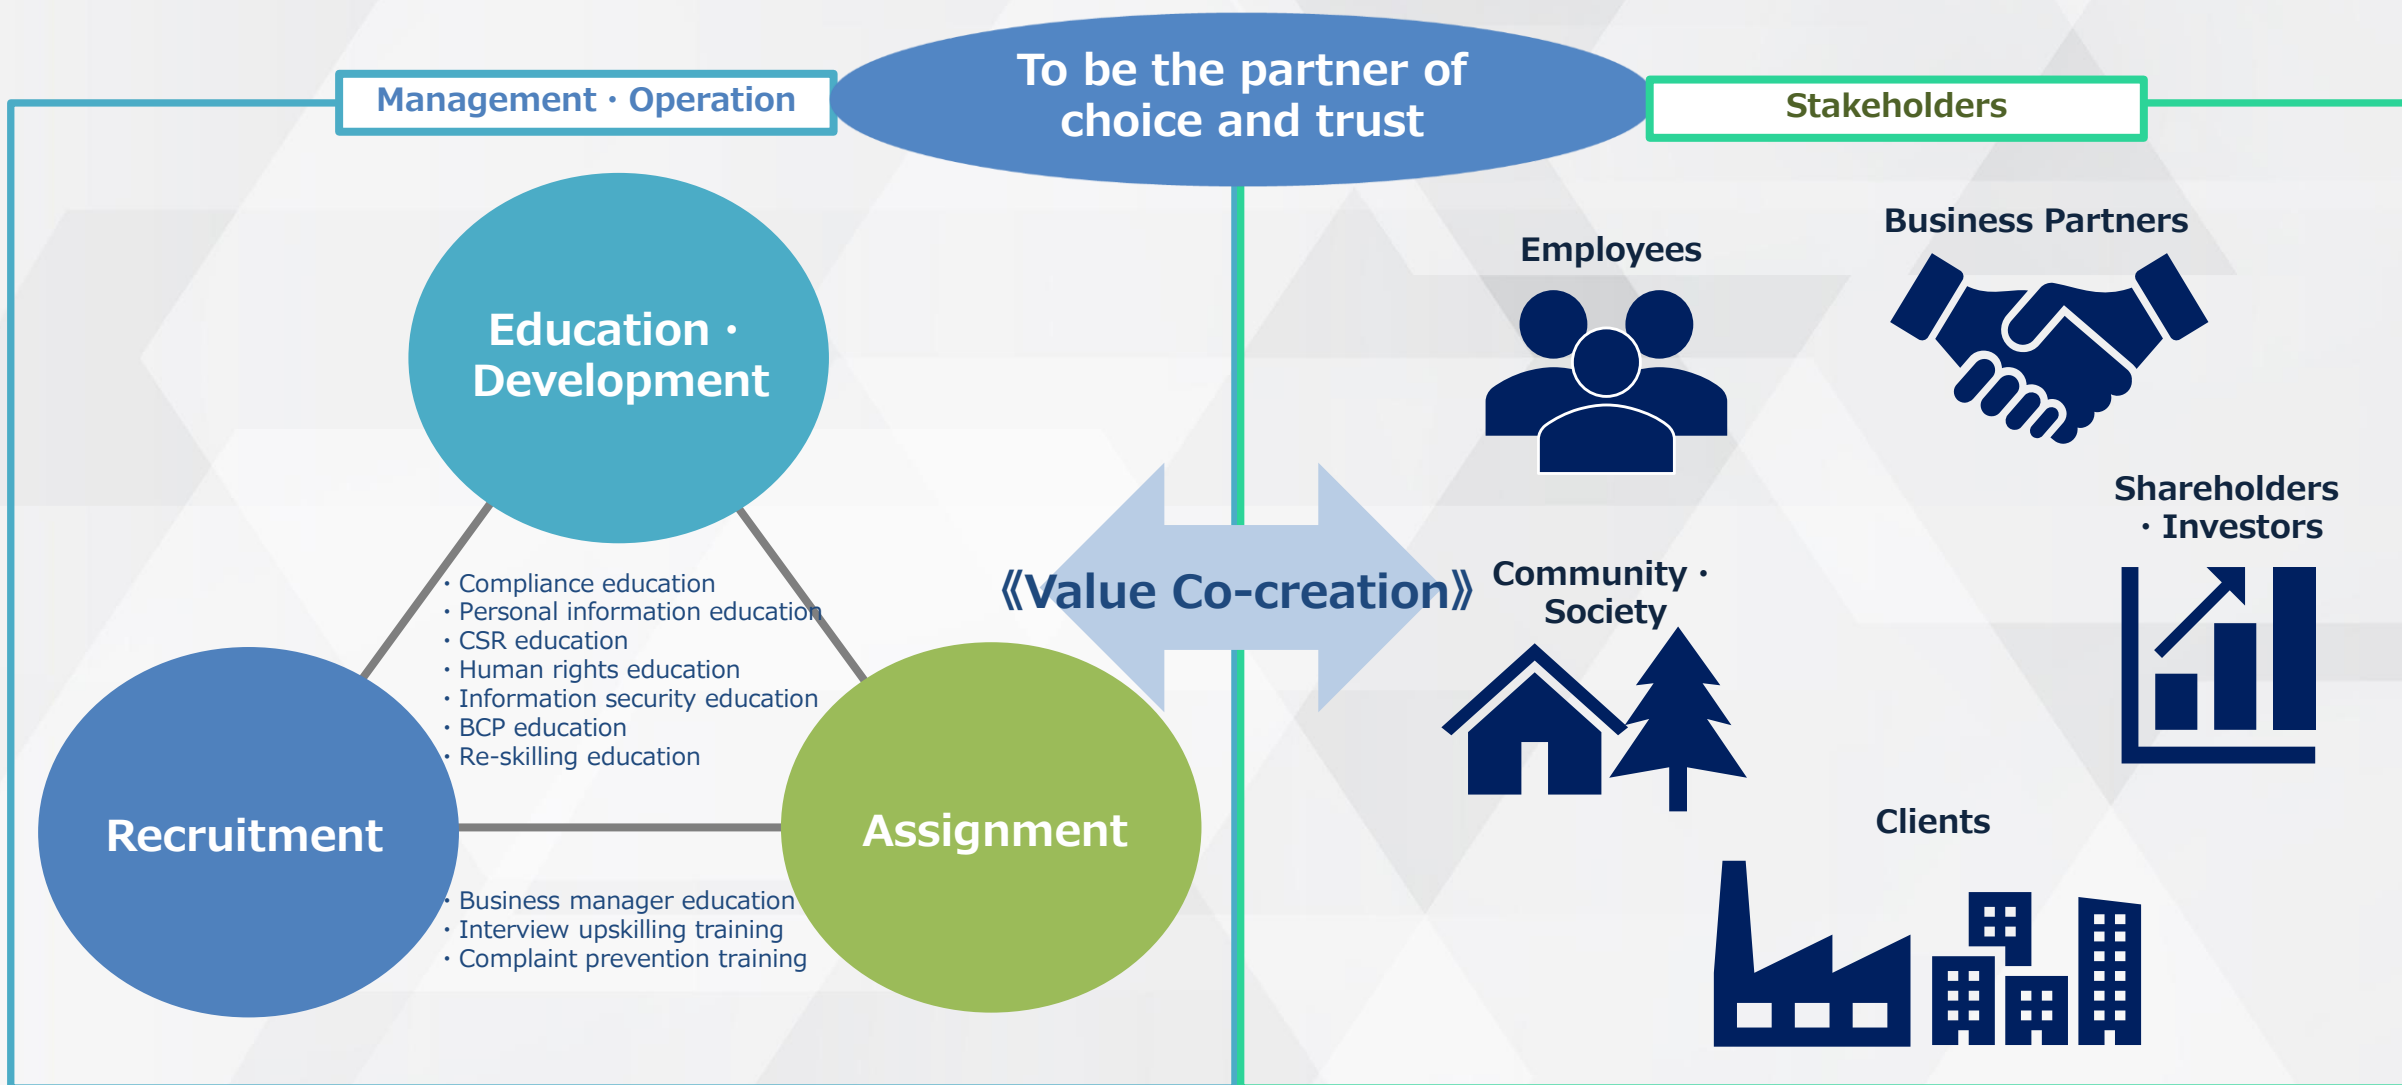 To be the partner of
choice and trust
Management・Operation
Education・
Development
・Compliance education
・Personal information education
・CSR education
・Human rights education
・Information security education
・BCP education
・Re-skilling education
Recruitment
Assignment
・Business manager education
・Interview upskilling training
・Complaint prevention training
《Value Co-creation》
Stakeholders
Employees
Business Partners
Shareholders
・Investors
Community・
Society
Clients